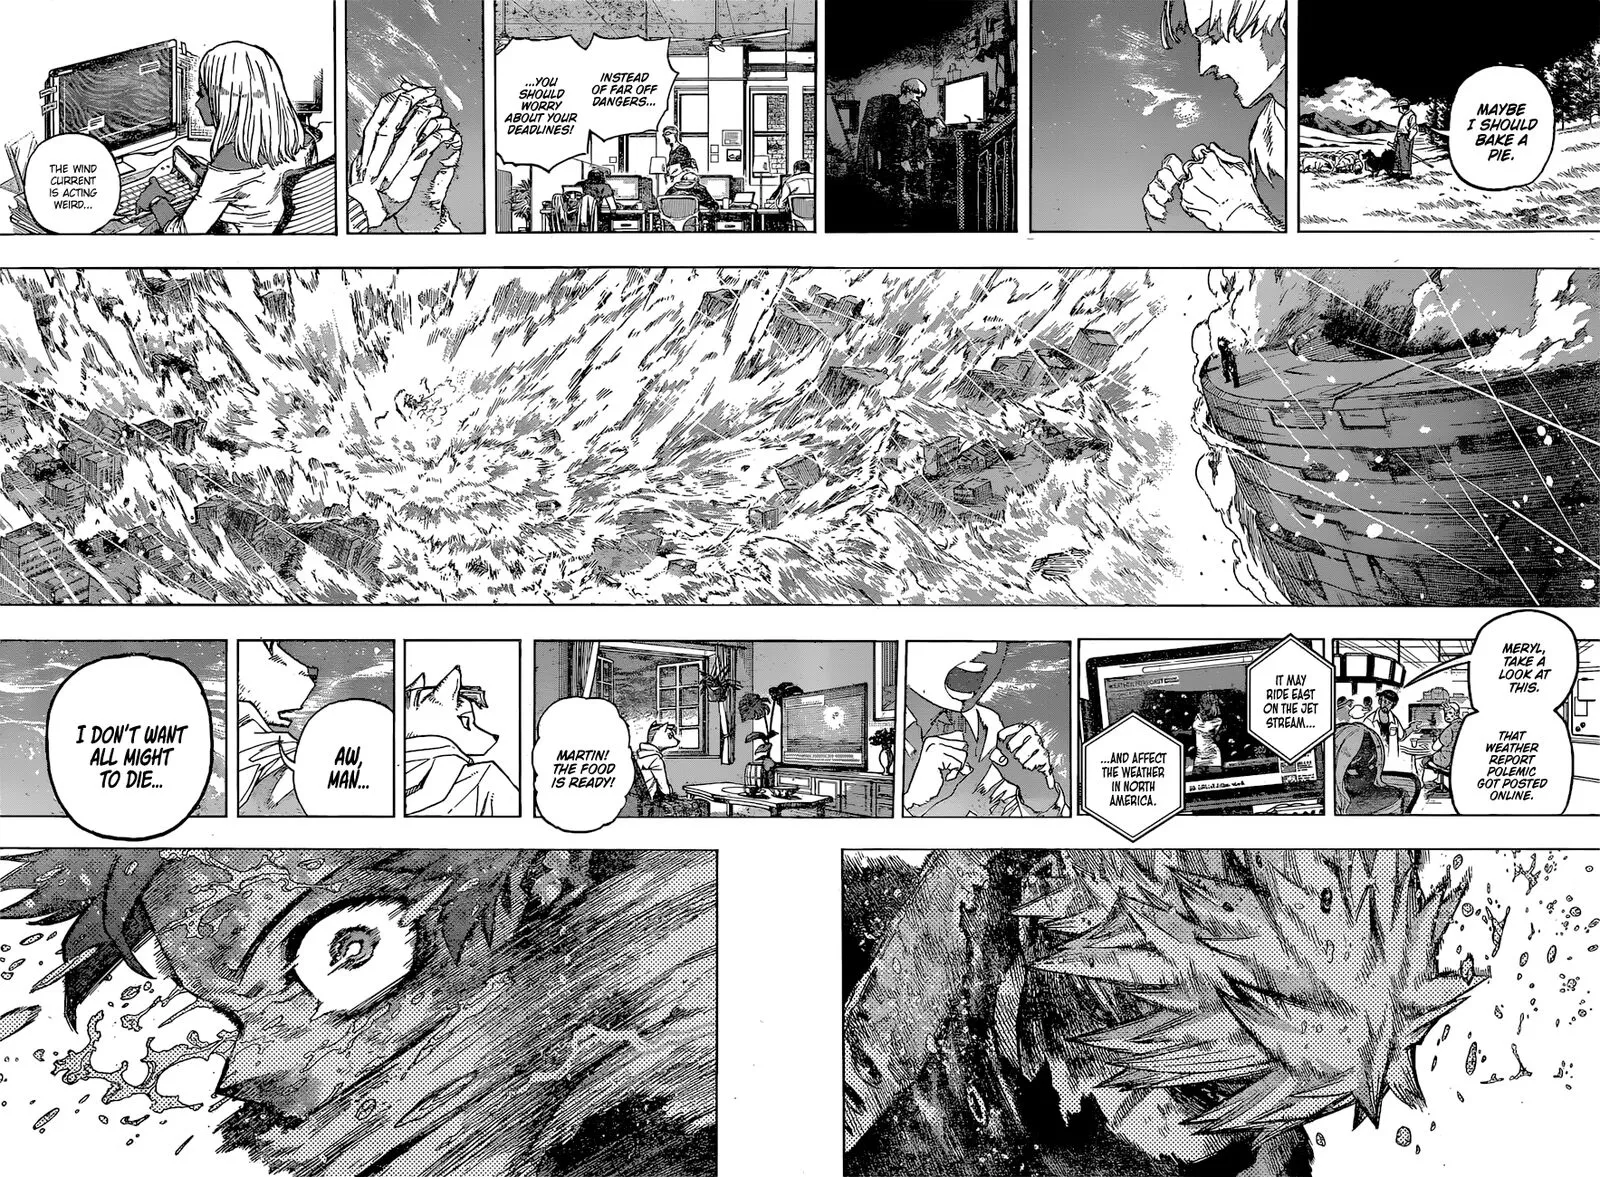 MAYBE
I SHOULD
BAKE A
PIE.
INSTEAD
OF FAR OFF
DANGERS...
...YOU
SHOULD
WORRY
ABOUT YOUR
DEADLINES!
THE WIND
CURRENT
IS ACTING
WEIRD...
MERYL,
TAKE A
LOOK AT
THIS.
THAT
WEATHER
REPORT
POLEMIC
GOT POSTED
ONLINE.
IT MAY
RIDE EAST
ON THE JET
STREAM...
...AND AFFECT
THE WEATHER
IN NORTH
AMERICA.
MARTIN!
THE FOOD
IS READY!
AW,
MAN...
I DON'T WANT
ALL MIGHT
TO DIE...